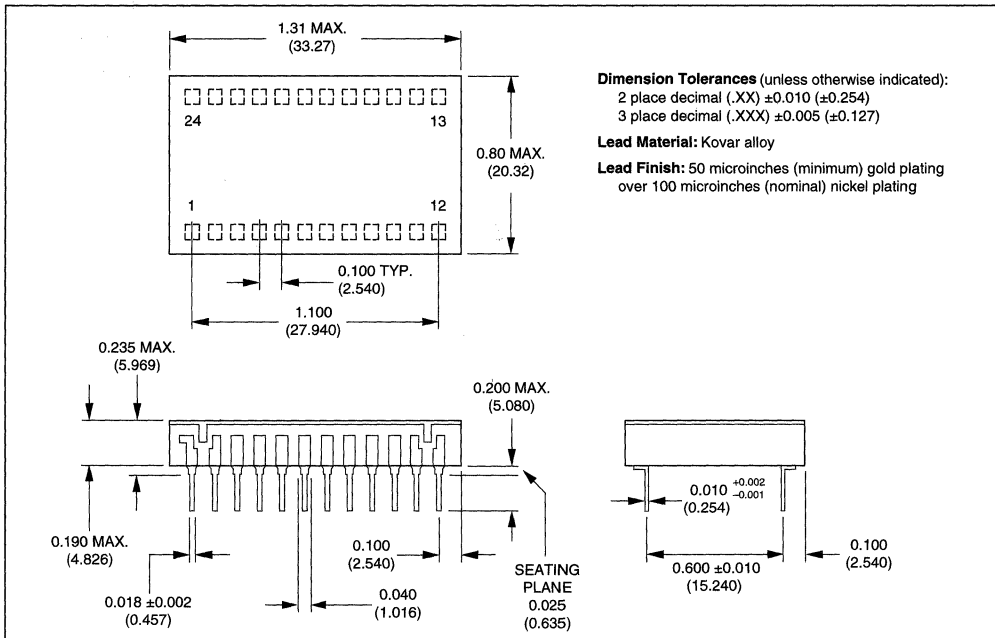 1.31 MAX.
(33.27)
Dimension Tolerances (unless otherwise indicated):
2 place decimal (.XX) ±0.010 (±0.254)
3 place decimal (.XXX) ±0.005 (±0.127)
Lead Material: Kovar alloy
Lead Finish: 50 microinches (minimum) gold plating
over 100 microinches (nominal) nickel plating
24
13
0.80 MAX.
(20.32)
1
12
0.100 TYP.
(2.540)
1.100
(27.940)
0.235 MAX.
(5.969)
0.200 MAX.
(5.080)
0.190 MAX.
(4.826)
0.018 ±0.002
(0.457)
0.040
(1.016)
0.100
(2.540)
SEATING
PLANE
0.025
(0.635)
0.010 +0.002
-0.001
(0.254)
0.600 ±0.010
(15.240)
0.100
(2.540)